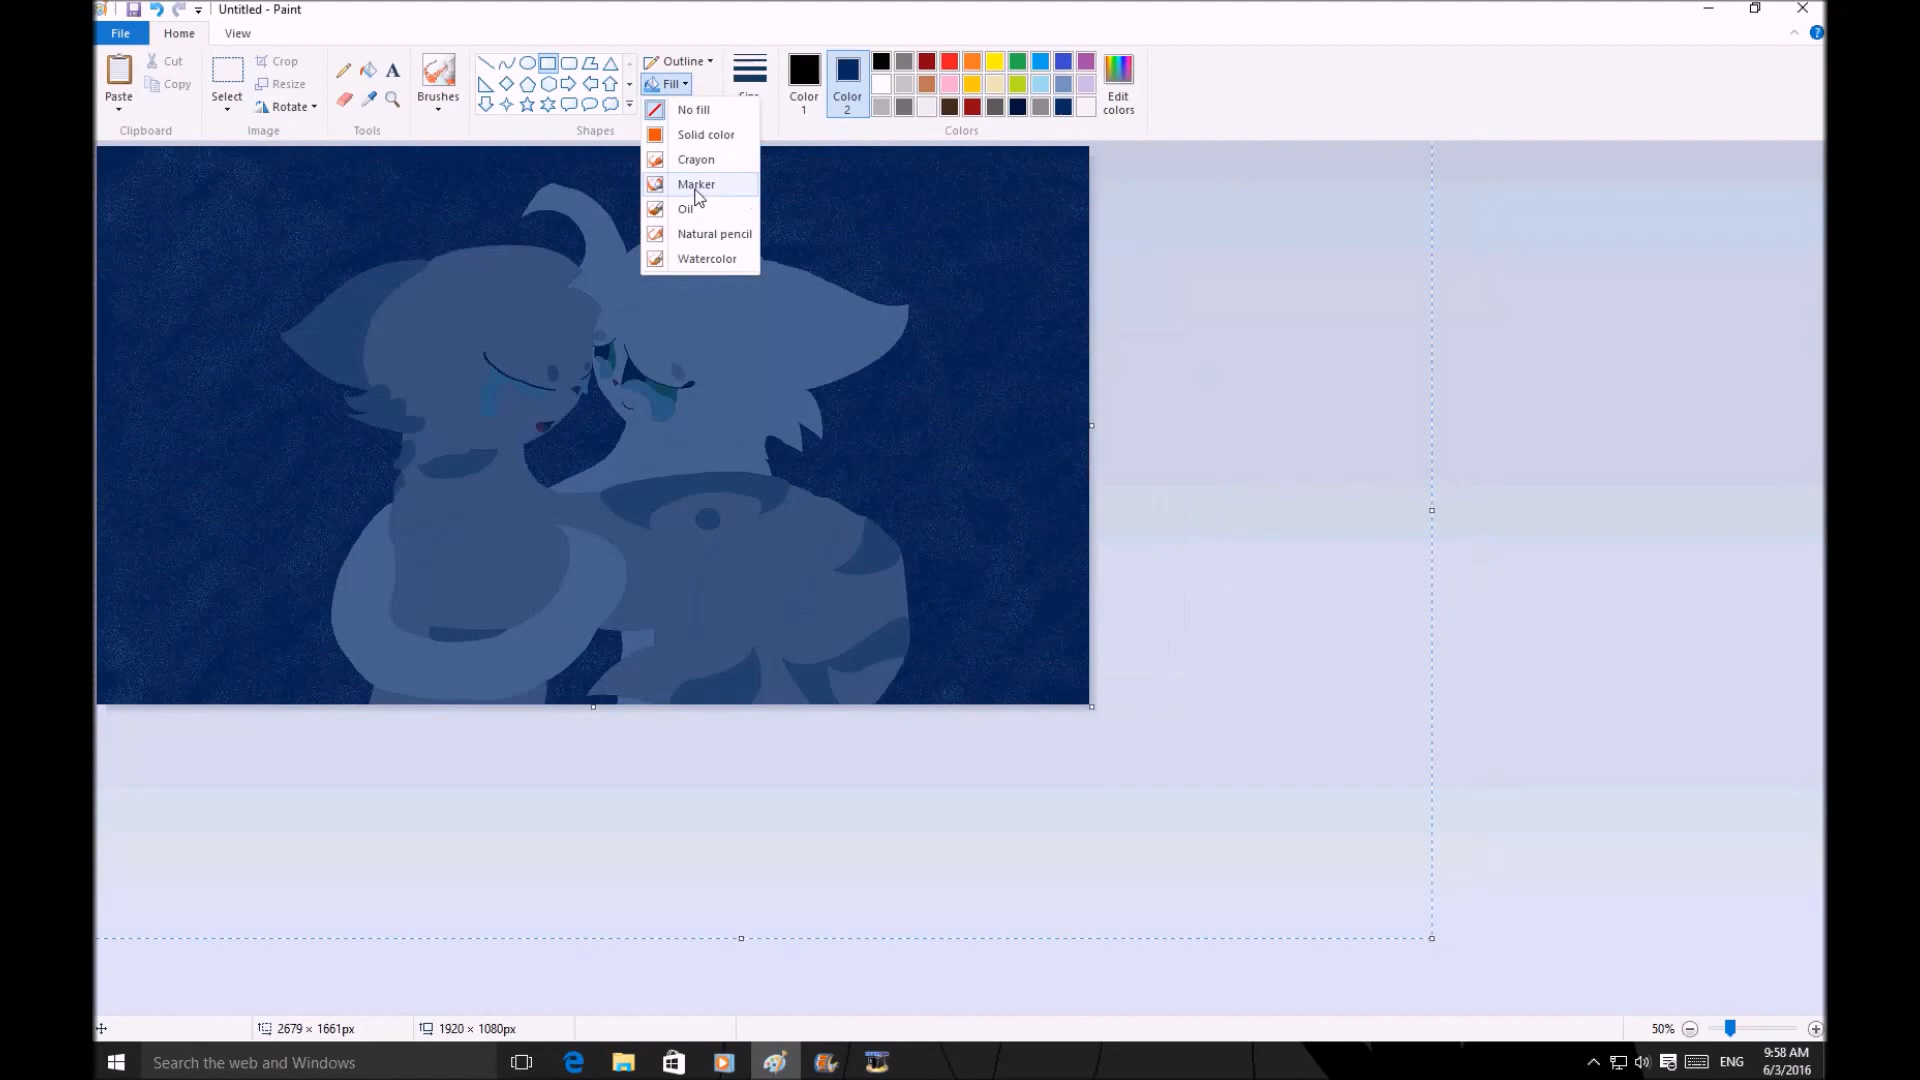 Untitled - Paint
File Home View
Paste
Cut
Copy
Clipboard
Select
Crop
Resize
Rotate
Image
Tools
Brushes
Shapes
Outline
Fill
No fill
Solid color
Crayon
Marker
Oil
Natural pencil
Watercolor
Color
1
Color
2
Edit
colors
Colors
2679 × 1661px
1920 × 1080px
50%
Search the web and Windows
ENG
9:58 AM
6/3/2016